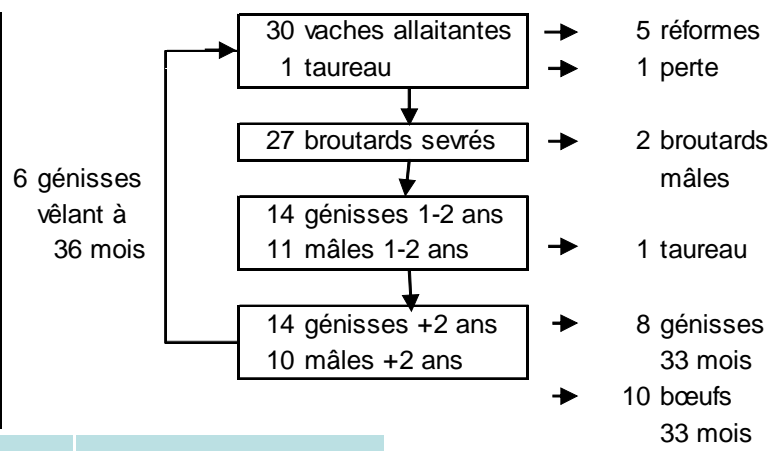 30 vaches allaitantes
1 taureau
5 réformes
1 perte
27 broutards sevrés
2 broutards
mâles
6 génisses
vêlant à
36 mois
14 génisses 1-2 ans
11 mâles 1-2 ans
1 taureau
14 génisses +2 ans
10 mâles +2 ans
8 génisses
33 mois
10 bœufs
33 mois